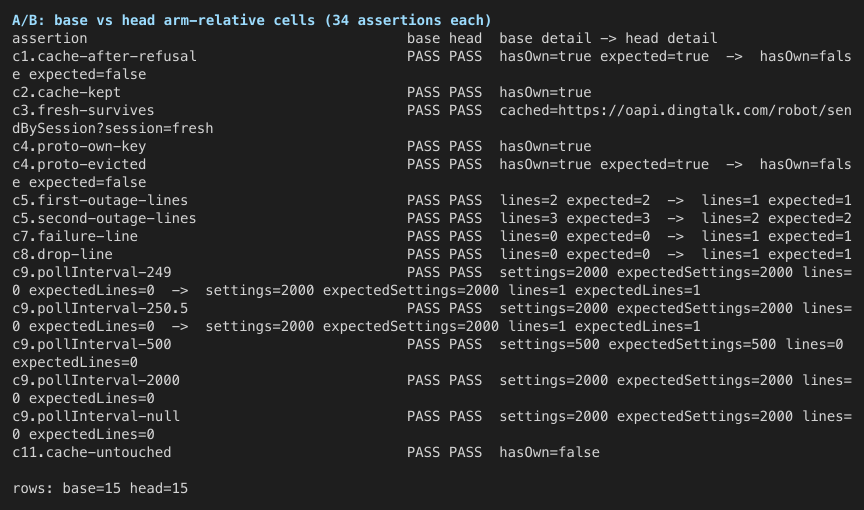 A/B: base vs head arm-relative cells (34 assertions each)
assertion                                      base head  base detail -> head detail
c1.cache-after-refusal                         PASS PASS  hasOwn=true expected=true  ->  hasOwn=fals
e expected=false
c2.cache-kept                                  PASS PASS  hasOwn=true
c3.fresh-survives                              PASS PASS  cached=https://oapi.dingtalk.com/robot/sen
dBySession?session=fresh
c4.proto-own-key                               PASS PASS  hasOwn=true
c4.proto-evicted                               PASS PASS  hasOwn=true expected=true  ->  hasOwn=fals
e expected=false
c5.first-outage-lines                          PASS PASS  lines=2 expected=2  ->  lines=1 expected=1
c5.second-outage-lines                         PASS PASS  lines=3 expected=3  ->  lines=2 expected=2
c7.failure-line                                PASS PASS  lines=0 expected=0  ->  lines=1 expected=1
c8.drop-line                                   PASS PASS  lines=0 expected=0  ->  lines=1 expected=1
c9.pollInterval-249                            PASS PASS  settings=2000 expectedSettings=2000 lines=
0 expectedLines=0  ->  settings=2000 expectedSettings=2000 lines=1 expectedLines=1
c9.pollInterval-250.5                          PASS PASS  settings=2000 expectedSettings=2000 lines=
0 expectedLines=0  ->  settings=2000 expectedSettings=2000 lines=1 expectedLines=1
c9.pollInterval-500                            PASS PASS  settings=500 expectedSettings=500 lines=0
expectedLines=0
c9.pollInterval-2000                           PASS PASS  settings=2000 expectedSettings=2000 lines=
0 expectedLines=0
c9.pollInterval-null                           PASS PASS  settings=2000 expectedSettings=2000 lines=
0 expectedLines=0
c11.cache-untouched                            PASS PASS  hasOwn=false
rows: base=15 head=15